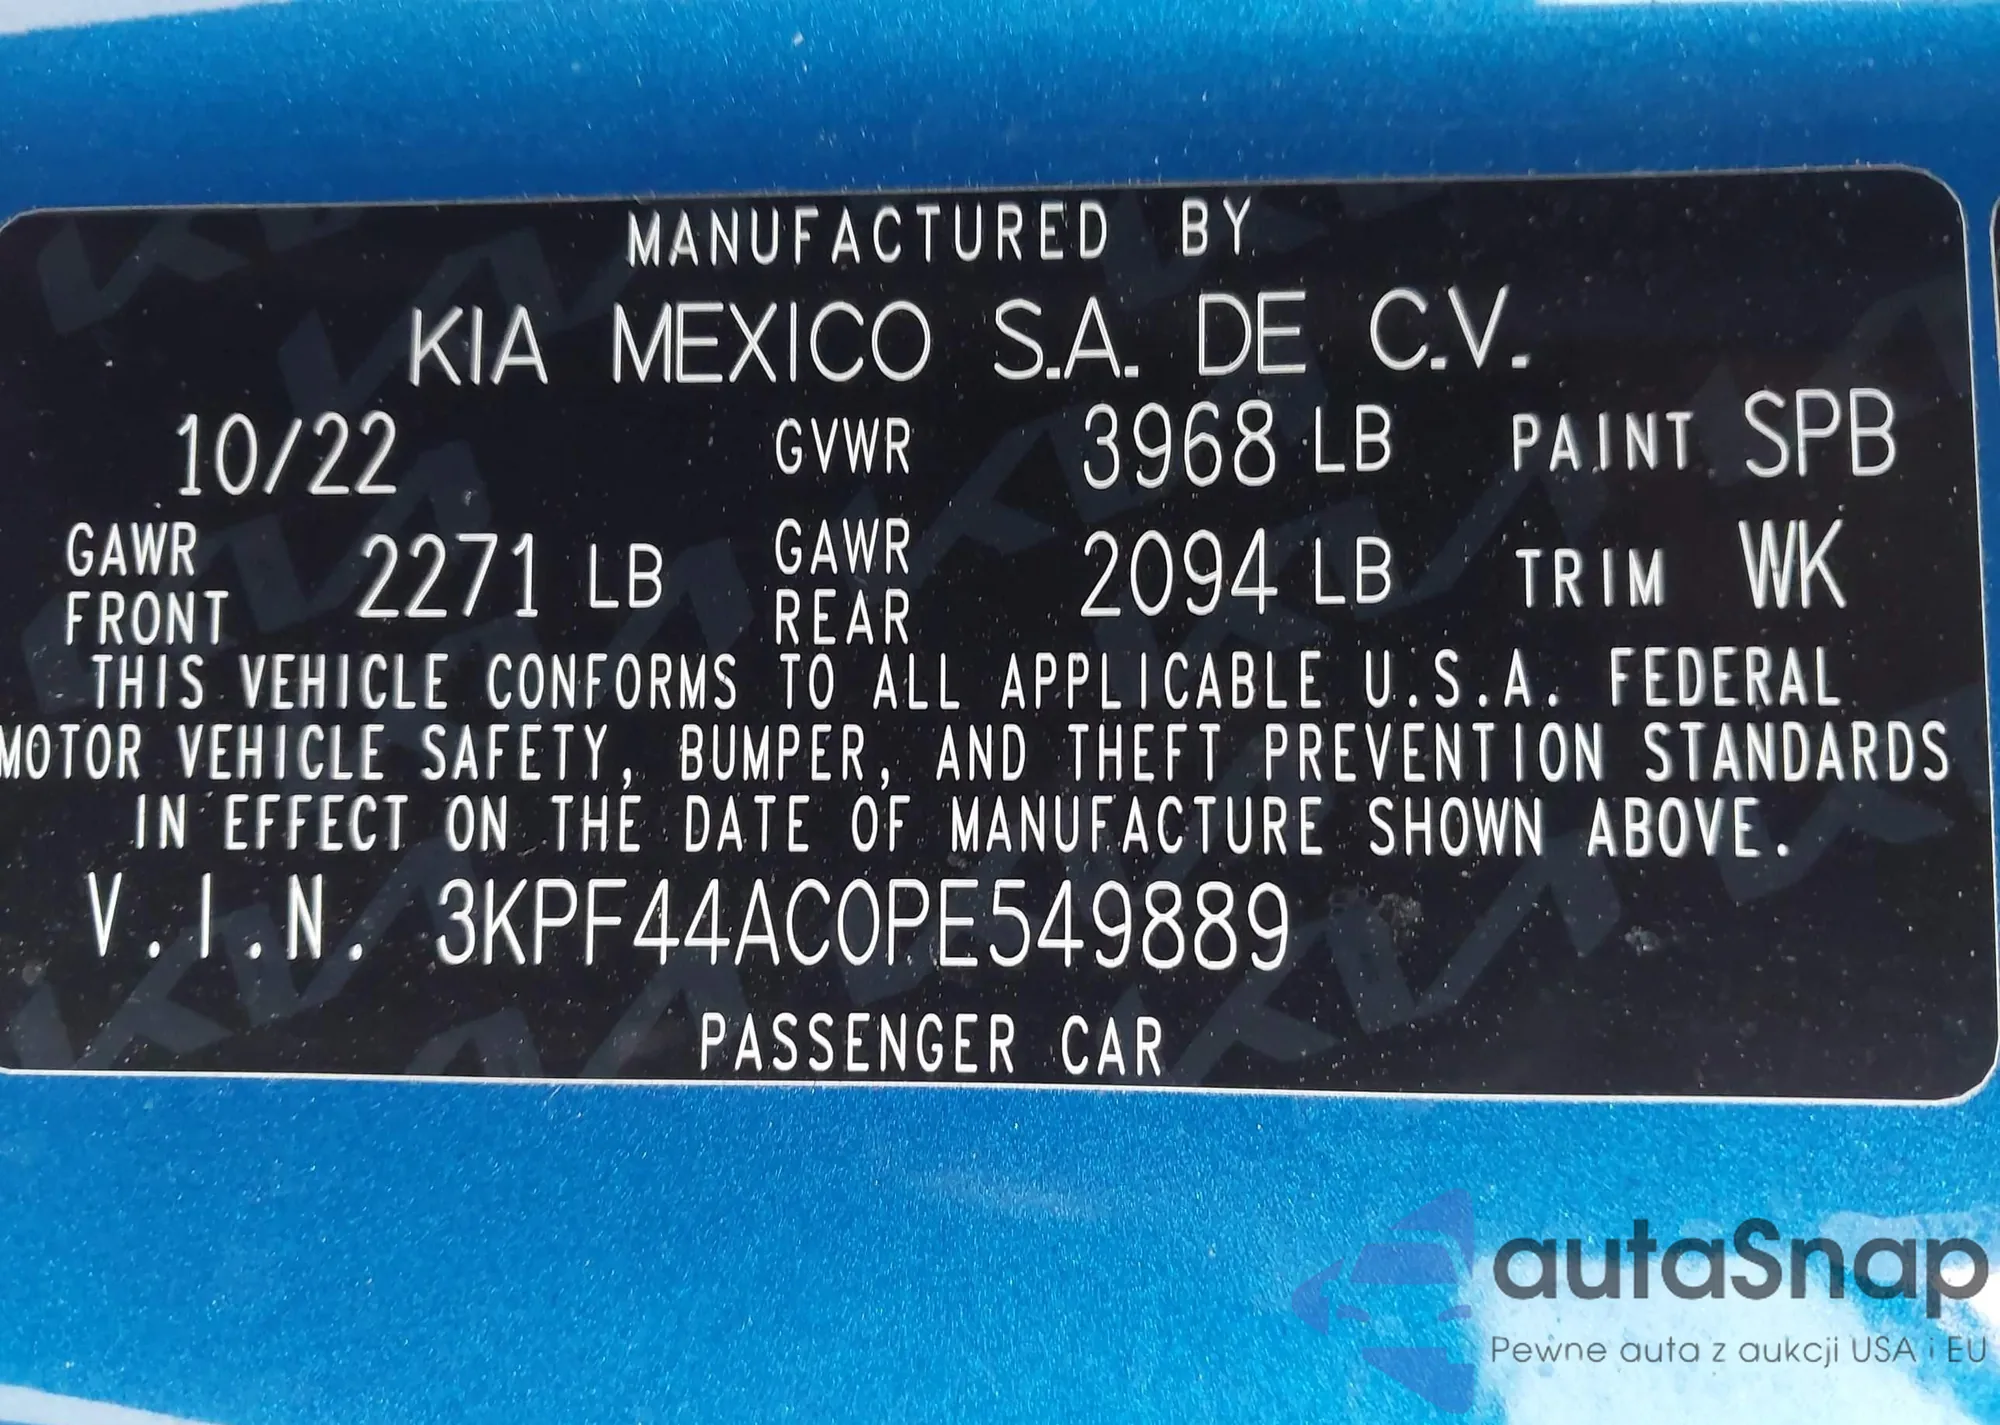 MANUFACTURED BY
KIA MEXICO S.A. DE C.V.
10/22 GVWR 3968 LB PAINT SPB
GAWR FRONT 2271 LB GAWR REAR 2094 LB TRIM WK
THIS VEHICLE CONFORMS TO ALL APPLICABLE U.S.A. FEDERAL
MOTOR VEHICLE SAFETY, BUMPER, AND THEFT PREVENTION STANDARDS
IN EFFECT ON THE DATE OF MANUFACTURE SHOWN ABOVE.
V.I.N. 3KPF44AC0PE549889
PASSENGER CAR
autaSnap
Pewne auta z aukcji USA i EU